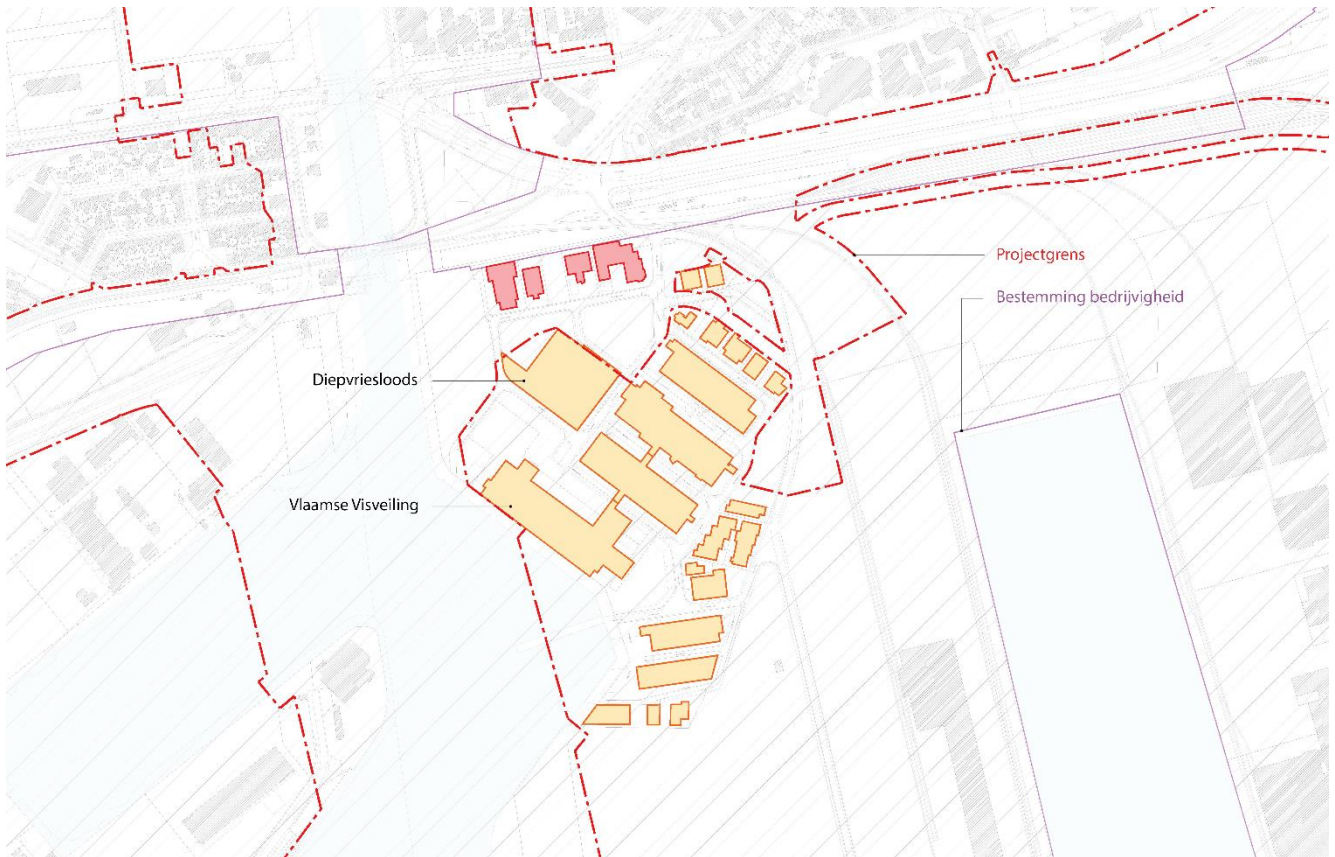 Projectgrens
Bestemming bedrijvigheid
Diepvriesloods
Vlaamse Visveiling